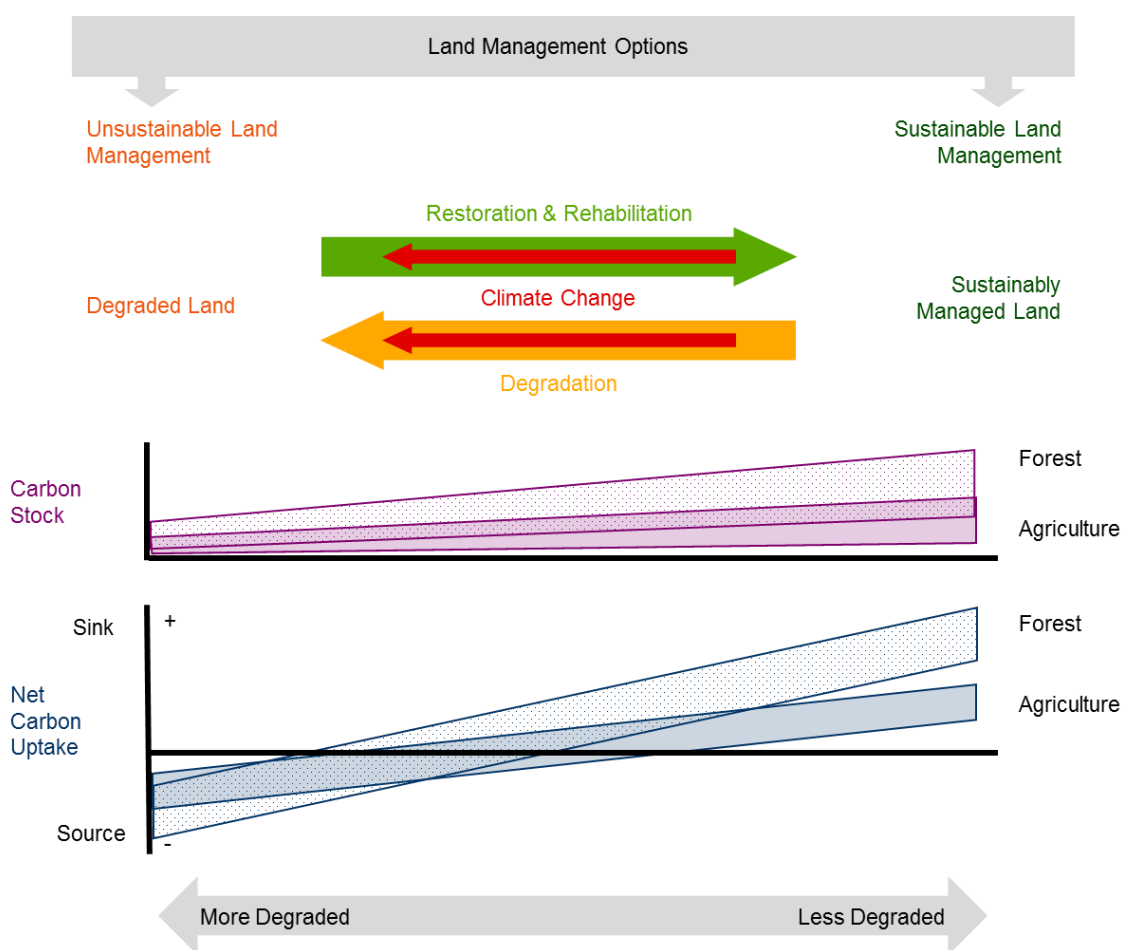 Land Management Options
Unsustainable Land
Management
Sustainable Land
Management
Restoration & Rehabilitation
Degraded Land
Climate Change
Sustainably
Managed Land
Degradation
Carbon
Stock
Forest
Agriculture
Sink
+
Forest
Net
Carbon
Uptake
Agriculture
Source
-
More Degraded
Less Degraded